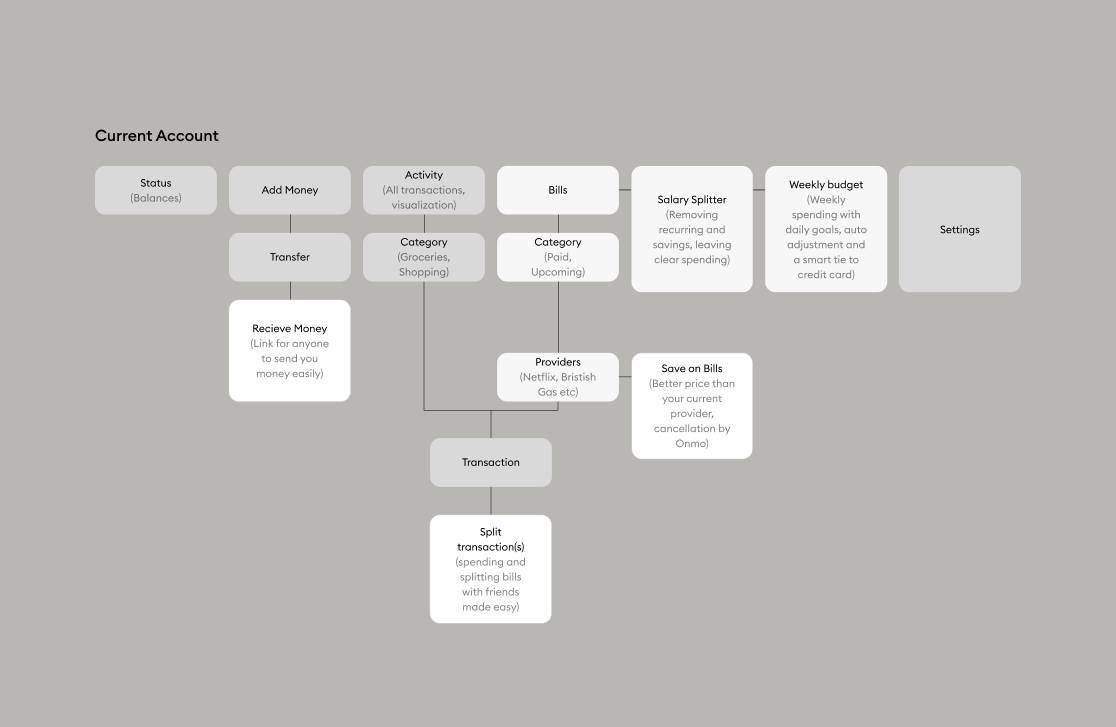 Current Account
Status
(Balances)
Add Money
Activity
(All transactions,
visualization)
Bills
Salary Splitter
(Removing
recurring and
savings, leaving
clear spending)
Weekly budget
(Weekly
spending with
daily goals, auto
adjustment and
a smart tie to
credit card)
Settings
Transfer
Category
(Groceries,
Shopping)
Category
(Paid,
Upcoming)
Recieve Money
(Link for anyone
to send you
money easily)
Providers
(Netflix, Bristish
Gas etc)
Save on Bills
(Better price than
your current
provider,
cancellation by
Onmo)
Transaction
Split
transaction(s)
(spending and
splitting bills
with friends
made easy)